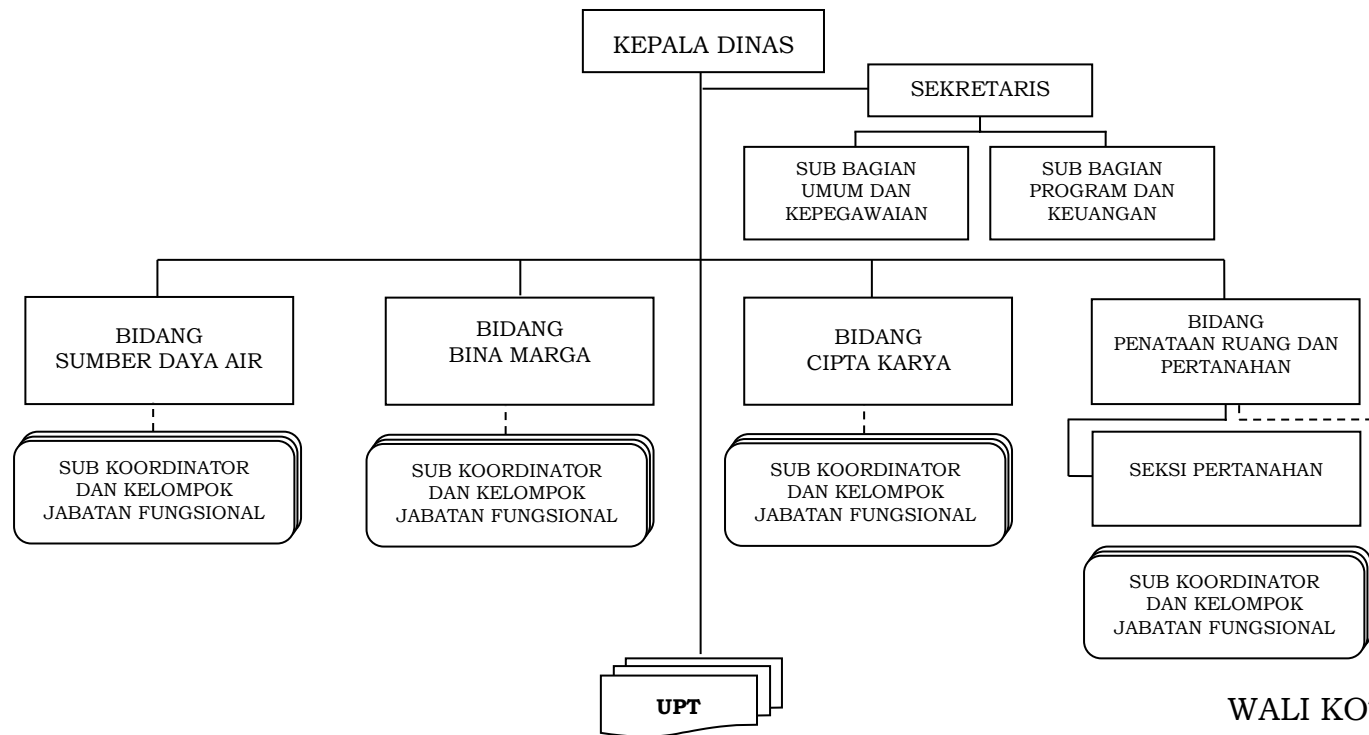 KEPALA DINAS
SEKRETARIS
SUB BAGIAN
UMUM DAN
KEPEGAWAIAN
SUB BAGIAN
PROGRAM DAN
KEUANGAN
BIDANG
SUMBER DAYA AIR
BIDANG
BINA MARGA
BIDANG
CIPTA KARYA
BIDANG
PENATAAN RUANG DAN
PERTANAHAN
SUB KOORDINATOR
DAN KELOMPOK
JABATAN FUNGSIONAL
SUB KOORDINATOR
DAN KELOMPOK
JABATAN FUNGSIONAL
SUB KOORDINATOR
DAN KELOMPOK
JABATAN FUNGSIONAL
SEKSI PERTANAHAN
SUB KOORDINATOR
DAN KELOMPOK
JABATAN FUNGSIONAL
UPT
WALI